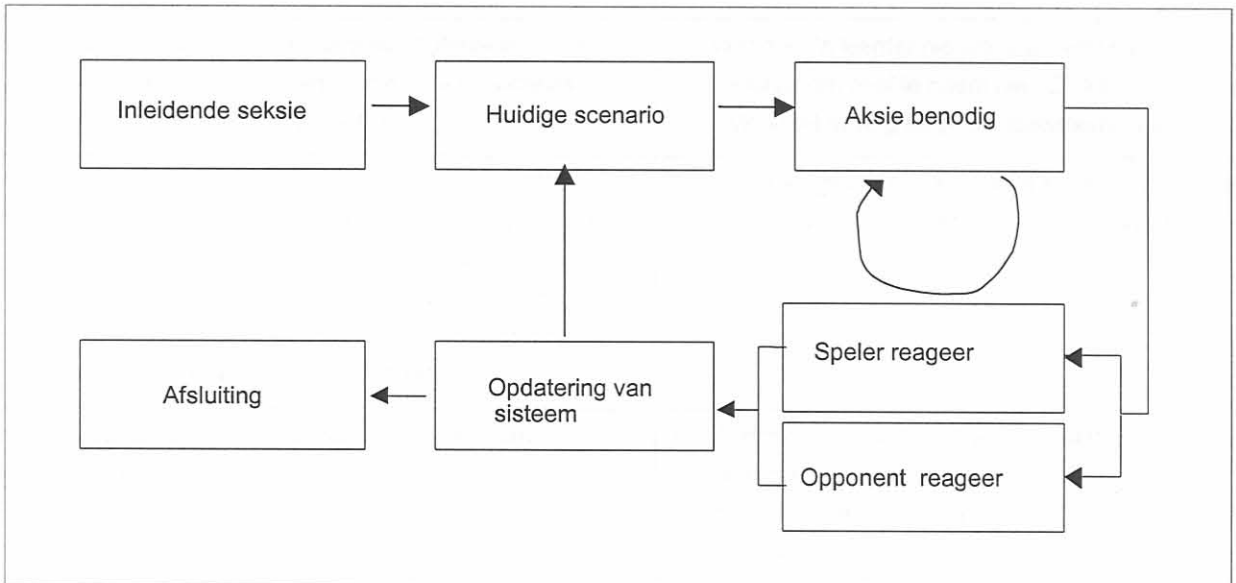 Inleidende seksie
Huidige scenario
Aksie benodig
Speler reageer
Afsluiting
Opdatering van
sisteem
Opponent reageer